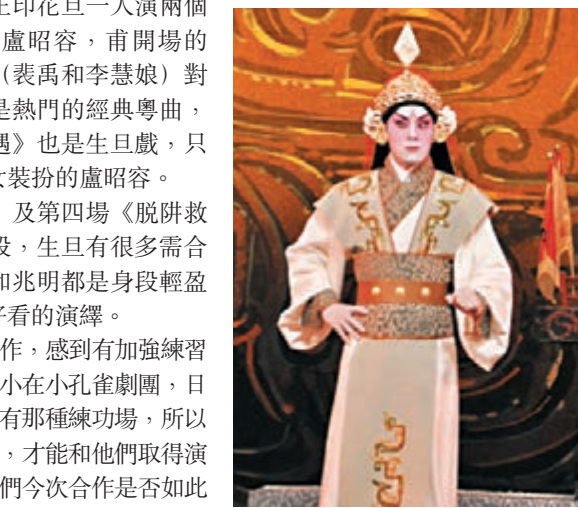 生印花旦一人演兩個
盧昭容，甫開場的
（裴禹和李慧娘）對
是熱門的經典粵曲，
遇》也是生旦戲，只
女裝扮的盧昭容。
》及第四場《脫阱救
段，生旦有很多需合
和兆明都是身段輕盈
好看的演繹。
作，感到有加強練習
小在小孔雀劇團，日
有那種練功場，所以
，才能和他們取得演
們今次合作是否如此